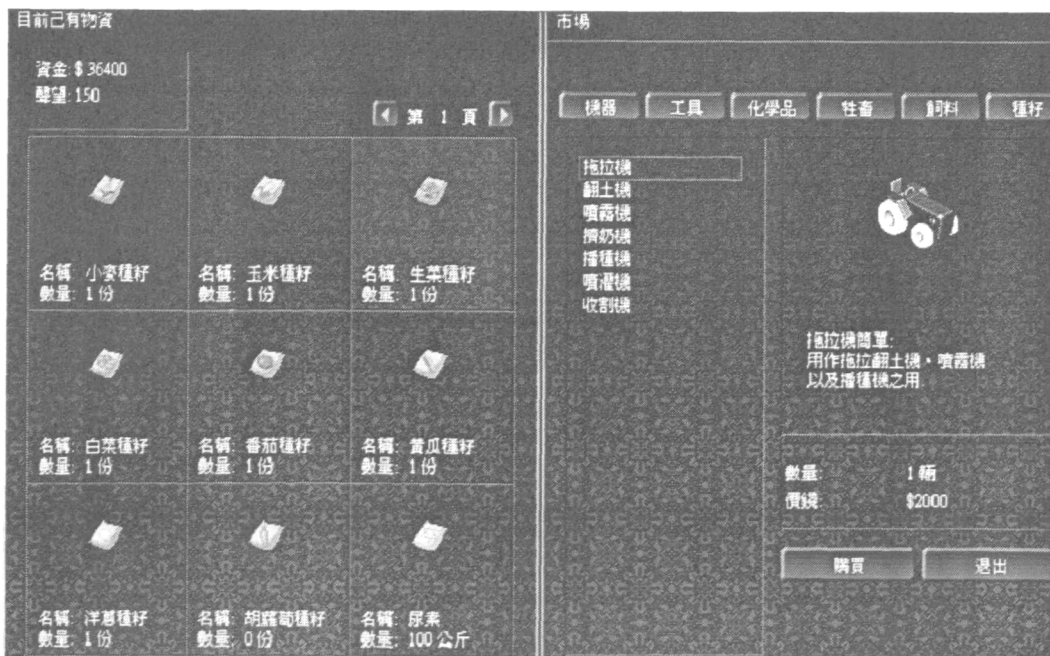 目前己有物資
資金: $ 36400
聲望: 150
第 1 頁
名稱: 小麥種籽
數量: 1 份
名稱: 玉米種籽
數量: 1 份
名稱: 生菜種籽
數量: 1 份
名稱: 白菜種籽
數量: 1 份
名稱: 番茄種籽
數量: 1 份
名稱: 黃瓜種籽
數量: 1 份
名稱: 洋蔥種籽
數量: 1 份
名稱: 胡蘿蔔種籽
數量: 0 份
名稱: 尿素
數量: 100 公斤
市場
機器
工具
化學品
牲畜
飼料
種籽
拖拉機
翻土機
噴霧機
擠奶機
播種機
噴灌機
收割機
拖拉機簡單:
用作拖拉翻土機、噴霧機
以及播種機之用.
數量: 1 輛
價錢: $2000
購買
退出